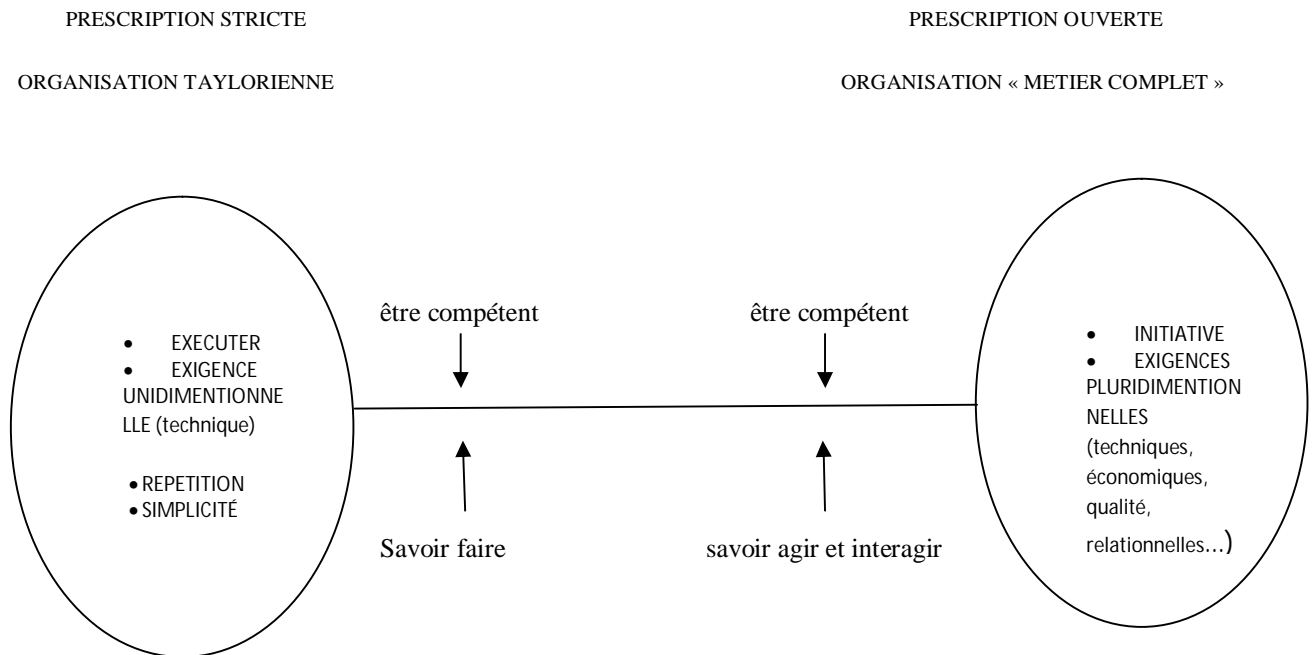 PRESCRIPTION STRICTE
PRESCRIPTION OUVERTE
ORGANISATION TAYLORIENNE
ORGANISATION « METIER COMPLET »
• EXECUTER
• EXIGENCE
UNIDIMENTIONNE
LLE (technique)
• REPETITION
• SIMPLICITÉ
être compétent
Savoir faire
être compétent
savoir agir et interagir
• INITIATIVE
• EXIGENCES
PLURIDIMENTION
NELLES
(techniques,
économiques,
qualité,
relationnelles...)